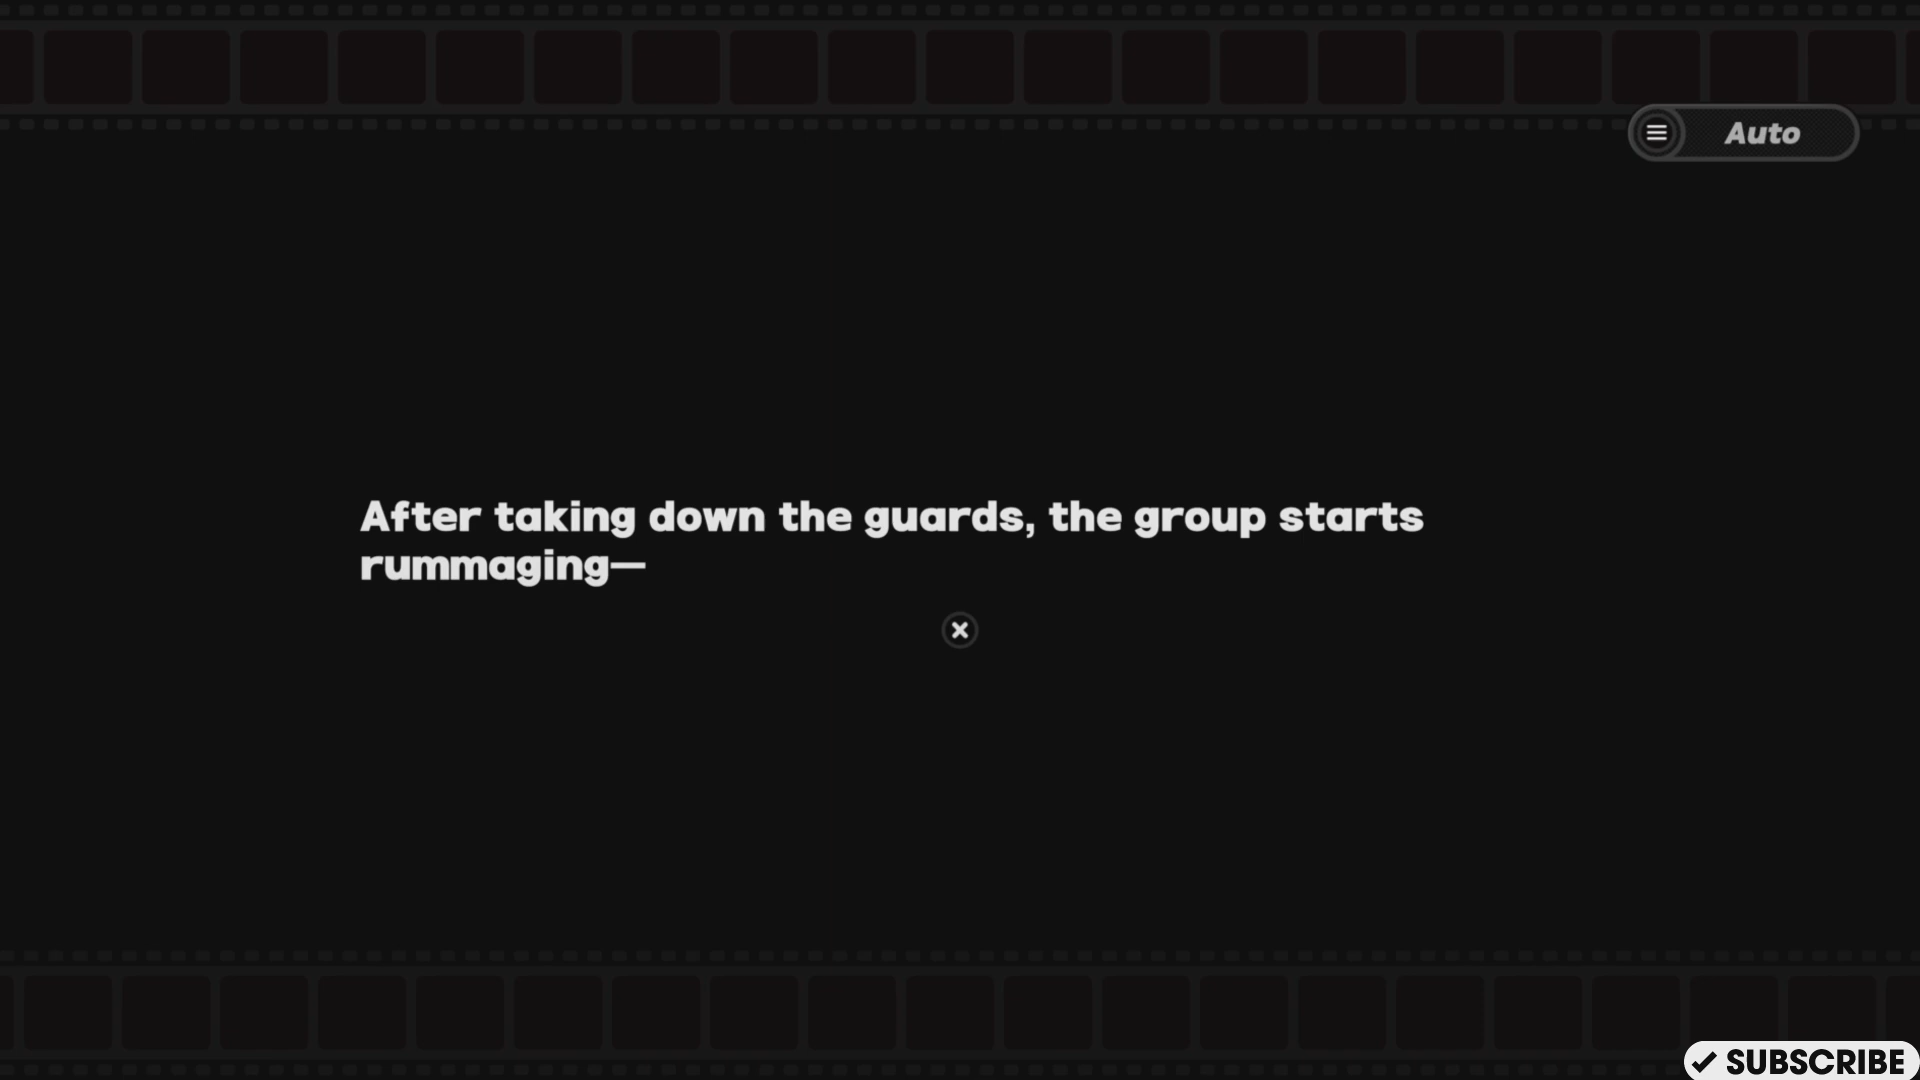 Auto
After taking down the guards, the group starts
rummaging—
SUBSCRIBE